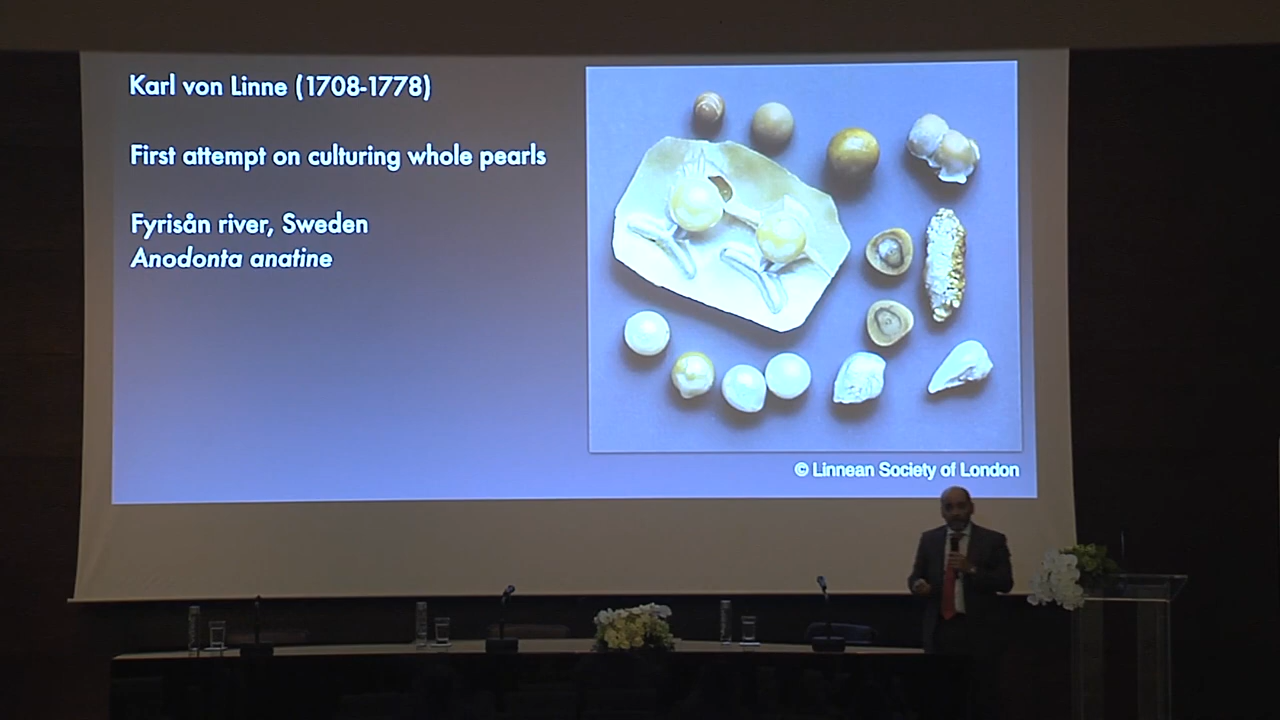 Karl von Linne (1708-1778)
First attempt on culturing whole pearls
Fyrisån river, Sweden
Anodonta anatine
© Linnean Society of London